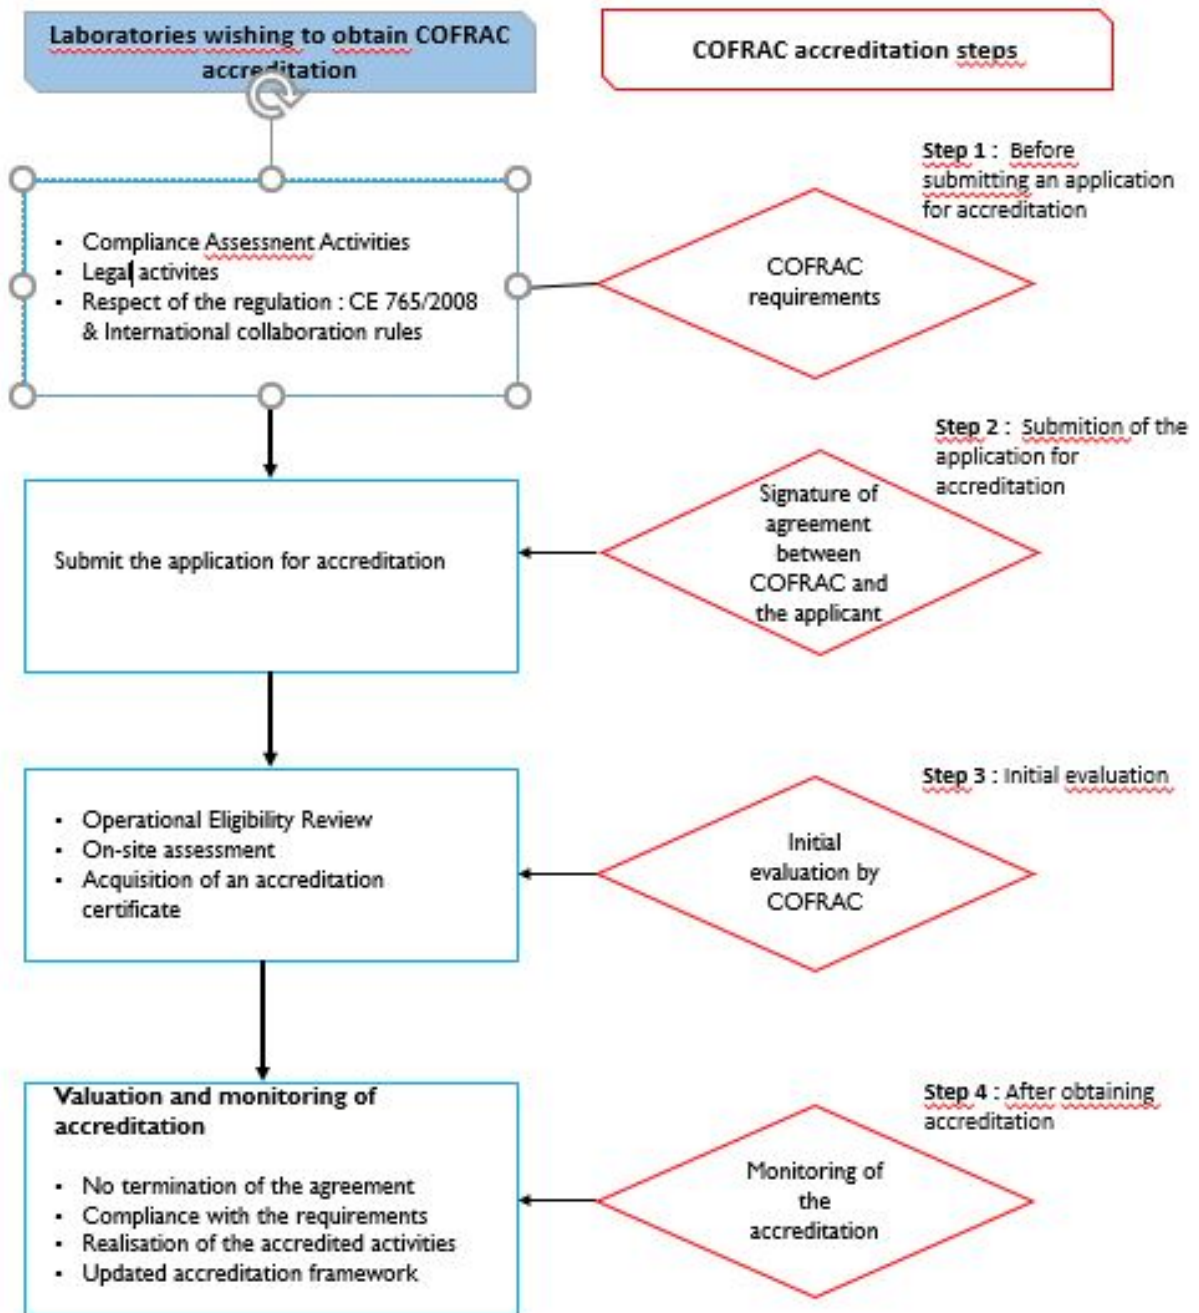 Laboratories wishing to obtain COFRAC
accreditation
COFRAC accreditation steps
Step 1 : Before
submitting an application
for accreditation
• Compliance Assessnent Activities
• Legal activites
• Respect of the regulation : CE 765/2008
& International collaboration rules
COFRAC
requirements
Step 2 : Submition of the
application for
accreditation
Submit the application for accreditation
Signature of
agreement
between
COFRAC and
the applicant
Step 3 : Initial evaluation
• Operational Eligibility Review
• On-site assessment
• Acquisition of an accreditation
certificate
Initial
evaluation by
COFRAC
Step 4 : After obtaining
accreditation
Valuation and monitoring of
accreditation
• No termination of the agreement
• Compliance with the requirements
• Realisation of the accredited activities
• Updated accreditation framework
Monitoring of
the
accreditation